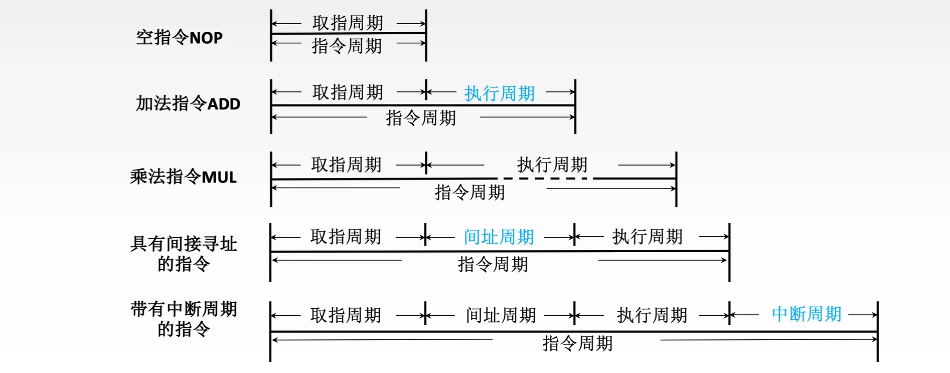 取指周期
空指令NOP
指令周期
取指周期 执行周期
加法指令ADD
指令周期
取指周期 执行周期
乘法指令MUL
指令周期
取指周期 间址周期 执行周期
具有间接寻址
的指令
指令周期
取指周期 间址周期 执行周期 中断周期
带有中断周期
的指令
指令周期